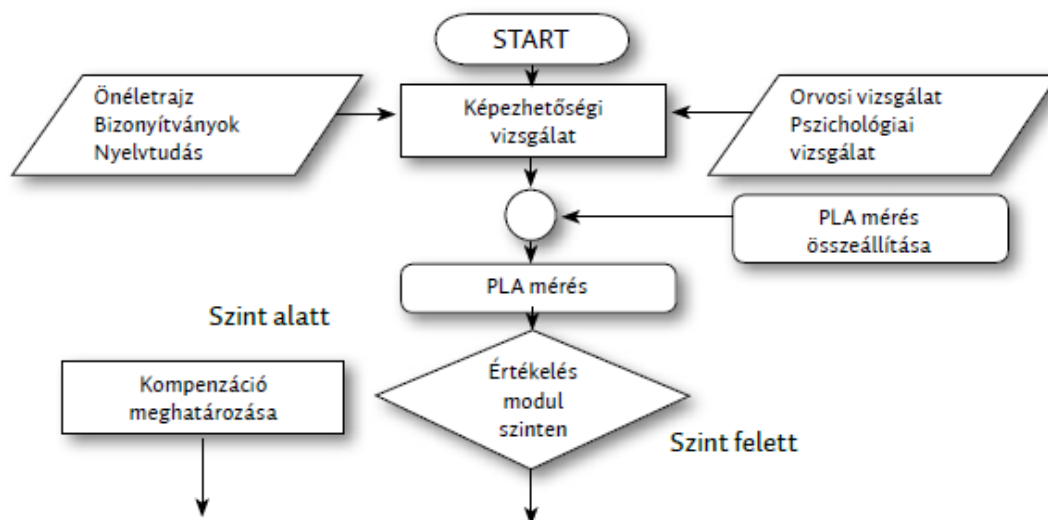 START
Önéletrajz
Bizonyítványok
Nyelvtudás
Képezhetőségi
vizsgálat
Orvosi vizsgálat
Pszichológiai
vizsgálat
PLA mérés
összeállítása
PLA mérés
Szint alatt
Kompenzáció
meghatározása
Értékelés
modul
szinten
Szint felett